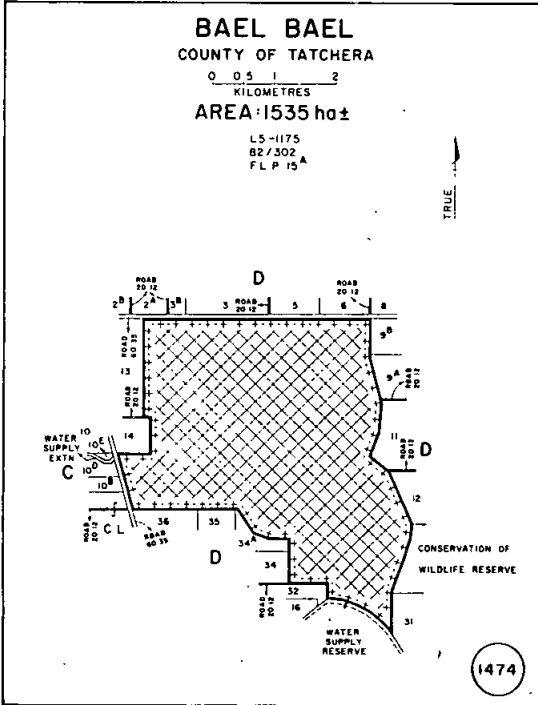 BAEL BAEL
COUNTY OF TATCHERA
0 0·5 1 2
KILOMETRES
AREA:1535 ha±
L5-1175
82/302
F L P 15A
TRUE
D
ROAD
20·12
ROAD
20·12
2B 2A 3B 3 ROAD
20·12 5 6 8
9B
ROAD
60·35
13
9A
ROAD
20·12
ROAD
20·12
14
11
ROAD
20·12
D
10
WATER
SUPPLY
EXTN
10E
C
10D
10B
12
ROAD
20·12
CL
ROAD
60·35
36 35
34A
D
34
CONSERVATION OF
WILDLIFE RESERVE
ROAD
20·12
32
16
31
WATER
SUPPLY
RESERVE
1474